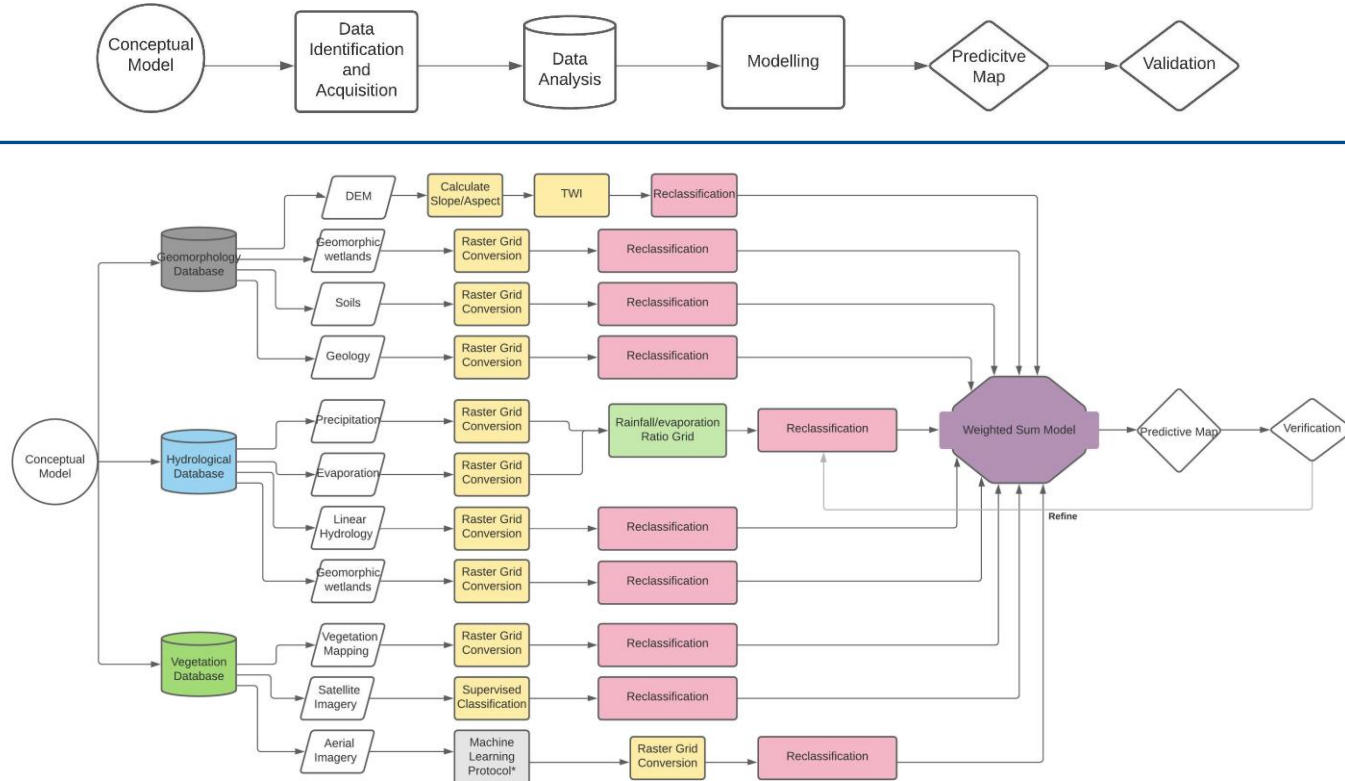 Conceptual
Model
Data
Identification
and
Acquisition
Data
Analysis
Modelling
Predicitve
Map
Validation
DEM
Calculate
Slope/Aspect
TWI
Reclassification
Geomorphology
Database
Geomorphic
wetlands
Raster Grid
Conversion
Reclassification
Soils
Raster Grid
Conversion
Reclassification
Geology
Raster Grid
Conversion
Reclassification
Conceptual
Model
Hydrological
Database
Precipitation
Raster Grid
Conversion
Rainfall/evaporation
Ratio Grid
Reclassification
Weighted Sum Model
Predictive Map
Verification
Refine
Evaporation
Raster Grid
Conversion
Linear
Hydrology
Raster Grid
Conversion
Reclassification
Geomorphic
wetlands
Raster Grid
Conversion
Reclassification
Vegetation
Database
Vegetation
Mapping
Raster Grid
Conversion
Reclassification
Satellite
Imagery
Supervised
Classification
Reclassification
Aerial
Imagery
Machine
Learning
Protocol*
Raster Grid
Conversion
Reclassification